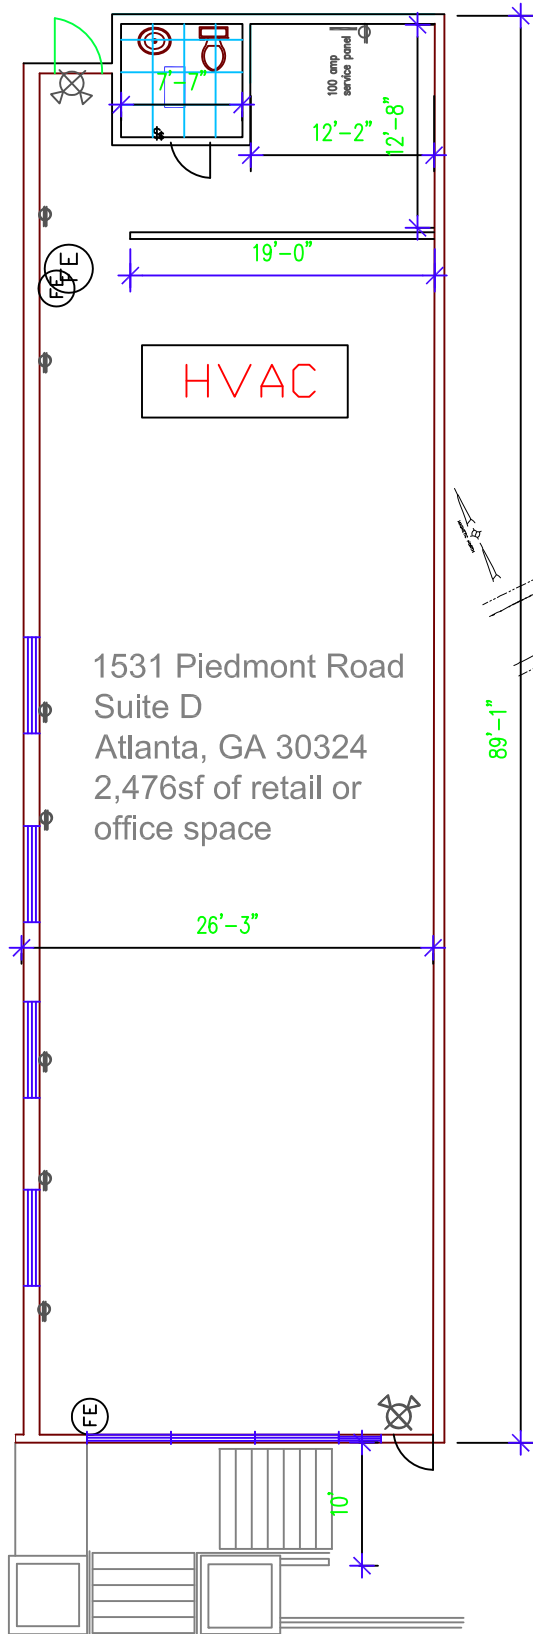 7'-7"
100 amp
service panel
12'-2"
12'-8"
19'-0"
FE
FE
HVAC
1531 Piedmont Road
Suite D
Atlanta, GA 30324
2,476sf of retail or
office space
89'-1"
26'-3"
FE
10'